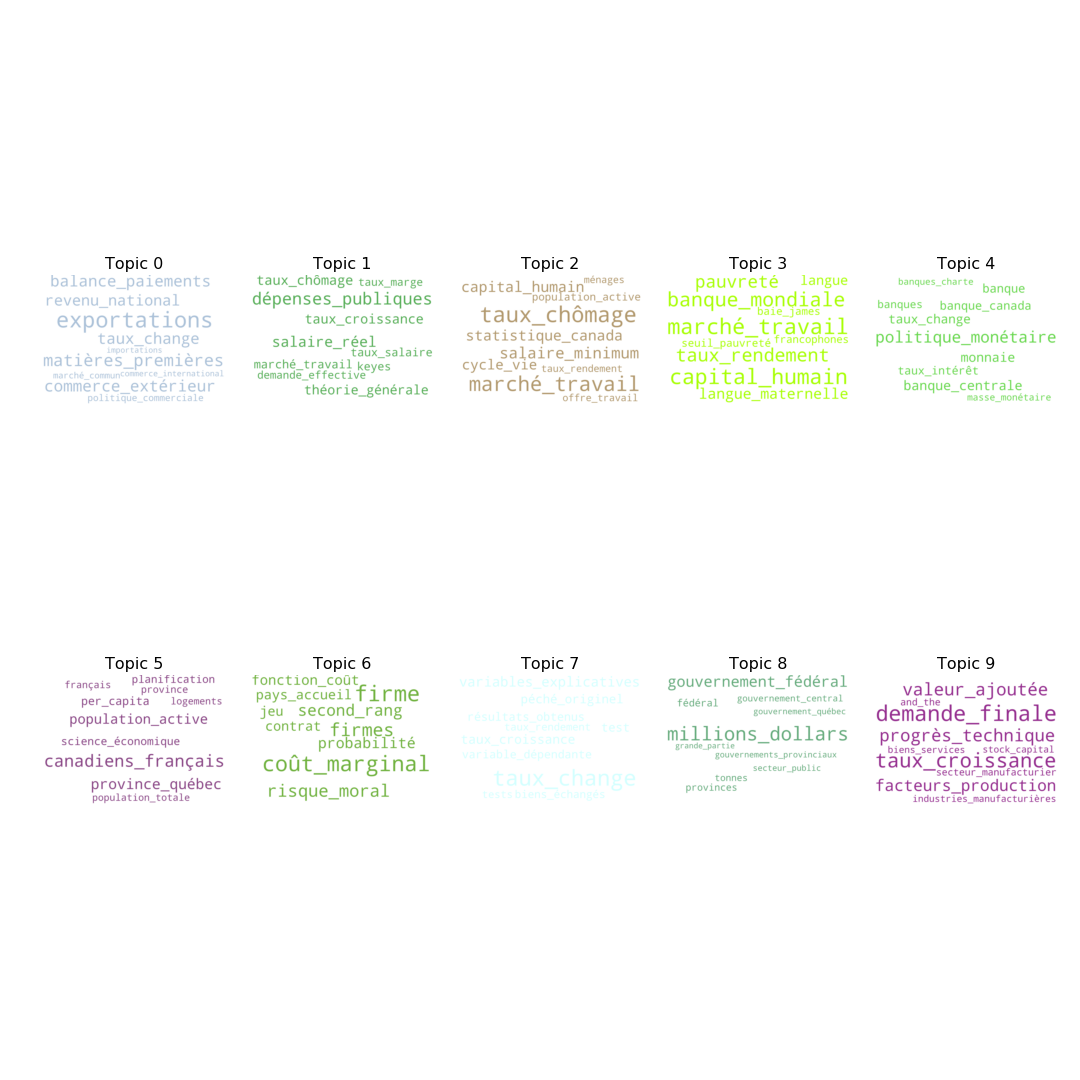 Topic 0
balance_paiements
revenu_national
exportations
taux_change
importations
matières_premières
marché_commun
commerce_international
commerce_extérieur
politique_commerciale
Topic 1
taux_chômage
taux_marge
dépenses_publiques
taux_croissance
salaire_réel
taux_salaire
marché_travail
keyes
demande_effective
théorie_générale
Topic 2
ménages
capital_humain
population_active
taux_chômage
statistique_canada
salaire_minimum
cycle_vie
taux_rendement
marché_travail
offre_travail
Topic 3
pauvreté
langue
banque_mondiale
baie_james
marché_travail
seuil_pauvreté
francophones
taux_rendement
capital_humain
langue_maternelle
Topic 4
banques_charte
banque
banques
banque_canada
taux_change
politique_monétaire
monnaie
taux_intérêt
banque_centrale
masse_monétaire
Topic 5
français
planification
province
per_capita
logements
population_active
science_économique
canadiens_français
province_québec
population_totale
Topic 6
fonction_coût
pays_accueil
firme
jeu
second_rang
contrat
firmes
probabilité
coût_marginal
risque_moral
Topic 7
variables_explicatives
péché_originel
résultats_obtenus
taux_rendement
test
taux_croissance
variable_dépendante
taux_change
tests
biens_échanges
Topic 8
gouvernement_fédéral
fédéral
gouvernement_central
gouvernement_québec
millions_dollars
grande_partie
gouvernements_provinciaux
secteur_public
tonnes
provinces
Topic 9
valeur_ajoutée
and_the
demande_finale
progrès_technique
biens_services
stock_capital
taux_croissance
secteur_manufacturier
facteurs_production
industries_manufacturières